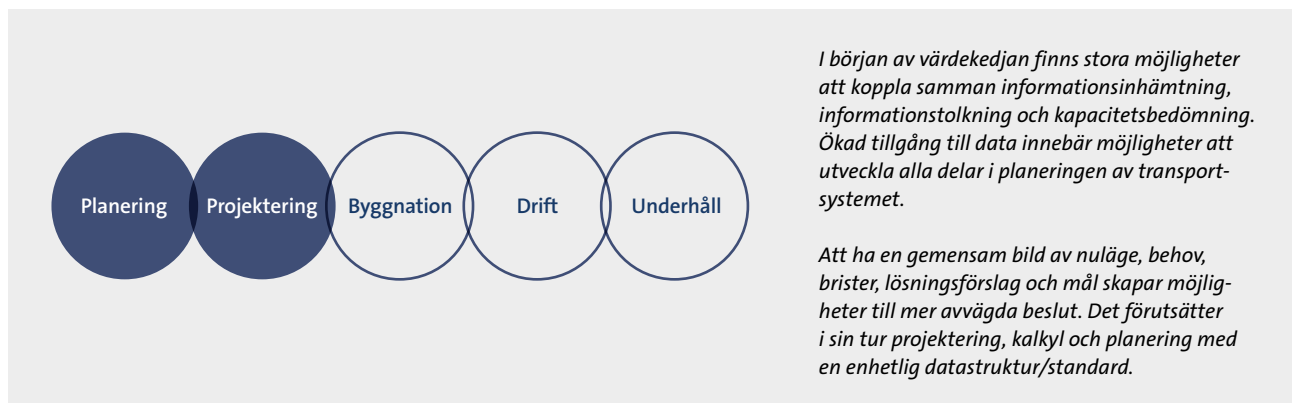 Planering
Projektering
Byggnation
Drift
Underhåll
I början av värdekedjan finns stora möjligheter
att koppla samman informationsinhämtning,
informationstolkning och kapacitetsbedömning.
Ökad tillgång till data innebär möjligheter att
utveckla alla delar i planeringen av transport-
systemet.
Att ha en gemensam bild av nuläge, behov,
brister, lösningsförslag och mål skapar möjlig-
heter till mer avvägda beslut. Det förutsätter
i sin tur projektering, kalkyl och planering med
en enhetlig datastruktur/standard.